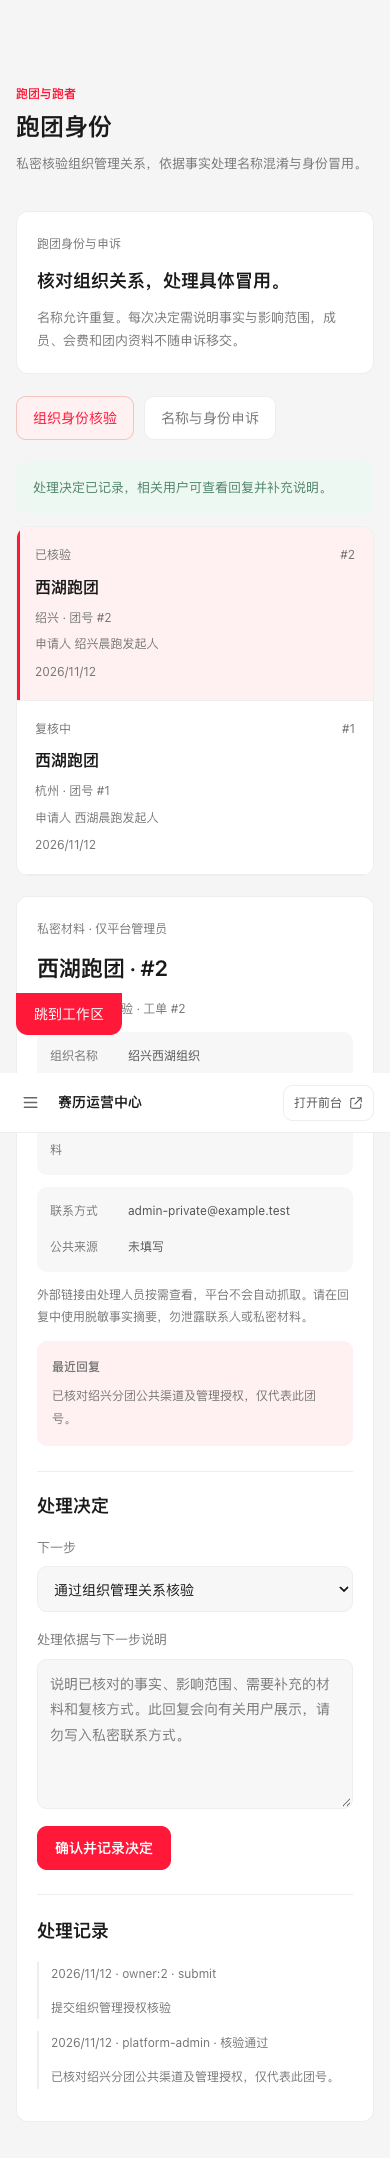 跑团与跑者
跑团身份
私密核验组织管理关系，依据事实处理名称混淆与身份冒用。
跑团身份与申诉
核对组织关系，处理具体冒用。
名称允许重复。每次决定需说明事实与影响范围，成
员、会费和团内资料不随申诉移交。
组织身份核验
名称与身份申诉
处理决定已记录，相关用户可查看回复并补充说明。
已核验 #2
西湖跑团
绍兴 · 团号 #2
申请人 绍兴晨跑发起人
2026/11/12
复核中 #1
西湖跑团
杭州 · 团号 #1
申请人 西湖晨跑发起人
2026/11/12
私密材料 · 仅平台管理员
西湖跑团 · #2
跳到工作区
验 · 工单 #2
组织名称 绍兴西湖组织
赛历运营中心
打开前台
料
联系方式 admin-private@example.test
公共来源 未填写
外部链接由处理人员按需查看，平台不会自动抓取。请在回
复中使用脱敏事实摘要，勿泄露联系人或私密材料。
最近回复
已核对绍兴分团公共渠道及管理授权，仅代表此团
号。
处理决定
下一步
通过组织管理关系核验
处理依据与下一步说明
说明已核对的事实、影响范围、需要补充的材
料和复核方式。此回复会向有关用户展示，请
勿写入私密联系方式。
确认并记录决定
处理记录
2026/11/12 · owner:2 · submit
提交组织管理授权核验
2026/11/12 · platform-admin · 核验通过
已核对绍兴分团公共渠道及管理授权，仅代表此团号。